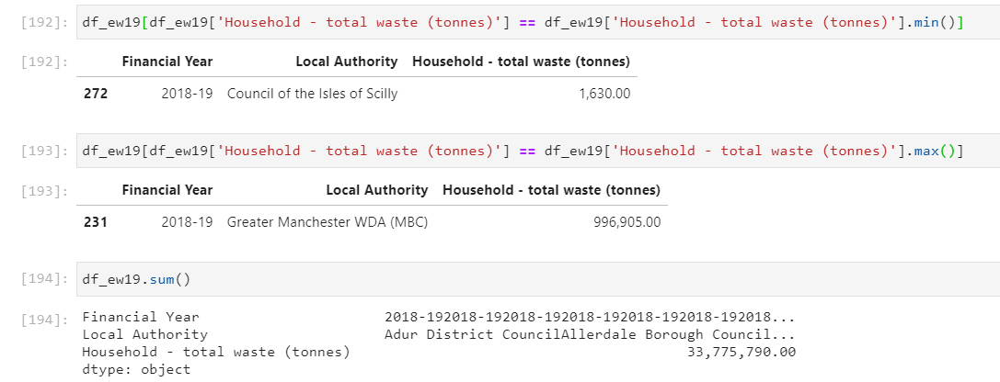 [192]: df_ew19[df_ew19['Household - total waste (tonnes)'] == df_ew19['Household - total waste (tonnes)'].min()]
[192]: Financial Year Local Authority Household - total waste (tonnes)
272 2018-19 Council of the Isles of Scilly 1,630.00
[193]: df_ew19[df_ew19['Household - total waste (tonnes)'] == df_ew19['Household - total waste (tonnes)'].max()]
[193]: Financial Year Local Authority Household - total waste (tonnes)
231 2018-19 Greater Manchester WDA (MBC) 996,905.00
[194]: df_ew19.sum()
[194]: Financial Year 2018-192018-192018-192018-192018-192018-192018...
Local Authority Adur District CouncilAllerdale Borough Council...
Household - total waste (tonnes) 33,775,790.00
dtype: object